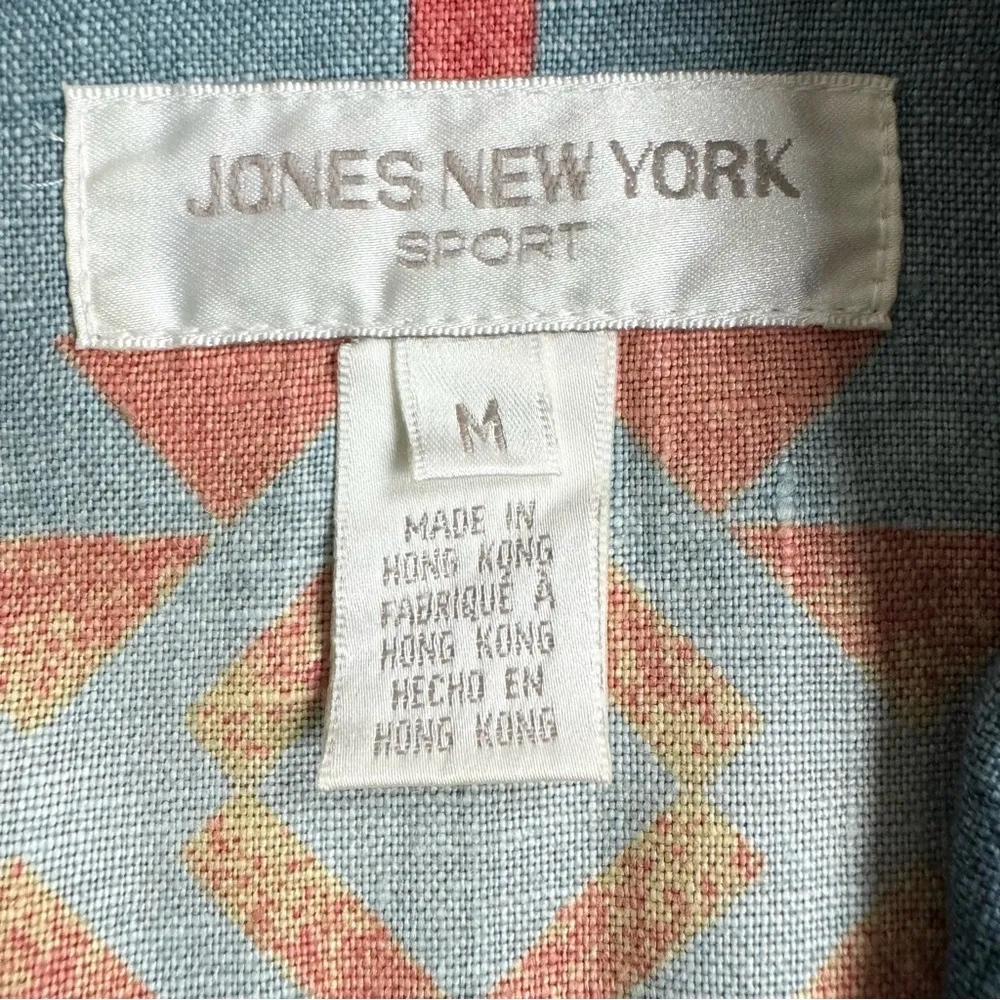 JONES NEW YORK
SPORT
M
MADE IN
HONG KONG
FABRIQUÉ À
HONG KONG
HECHO EN
HONG KONG